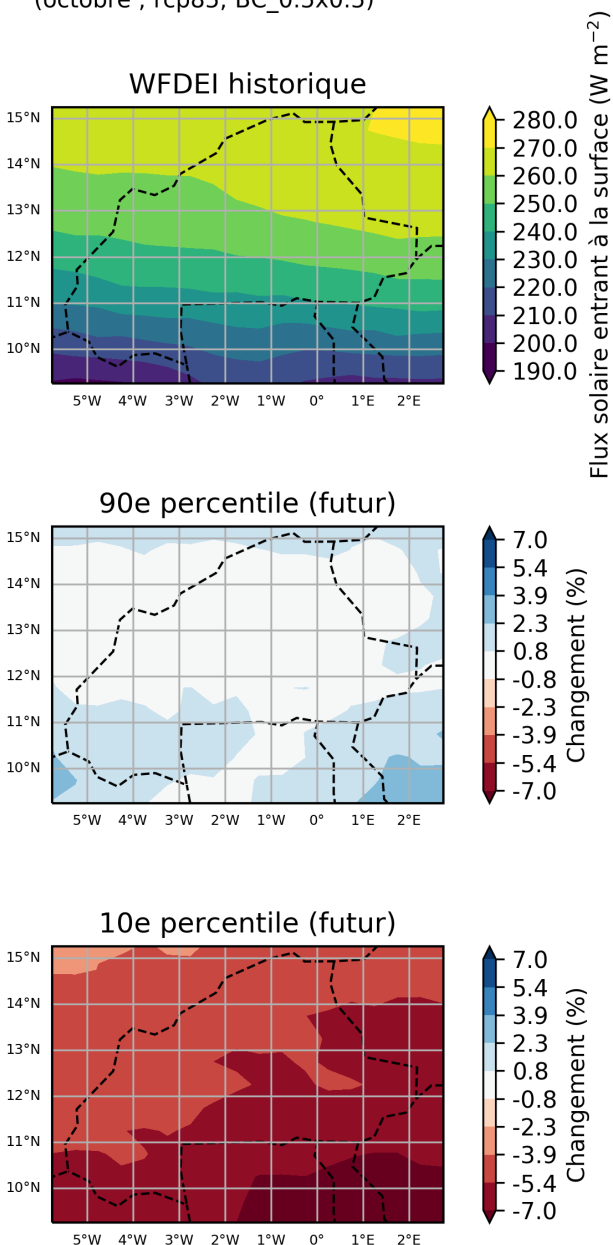 (octobre , rcp85, BC_0.5x0.5)
WFDEI historique
15°N
14°N
13°N
12°N
11°N
10°N
5°W 4°W 3°W 2°W 1°W 0° 1°E 2°E
280.0
270.0
260.0
250.0
240.0
230.0
220.0
210.0
200.0
190.0
Flux solaire entrant à la surface (W m⁻²)
90e percentile (futur)
15°N
14°N
13°N
12°N
11°N
10°N
5°W 4°W 3°W 2°W 1°W 0° 1°E 2°E
7.0
5.4
3.9
2.3
0.8
-0.8
-2.3
-3.9
-5.4
-7.0
Changement (%)
10e percentile (futur)
15°N
14°N
13°N
12°N
11°N
10°N
5°W 4°W 3°W 2°W 1°W 0° 1°E 2°E
7.0
5.4
3.9
2.3
0.8
-0.8
-2.3
-3.9
-5.4
-7.0
Changement (%)